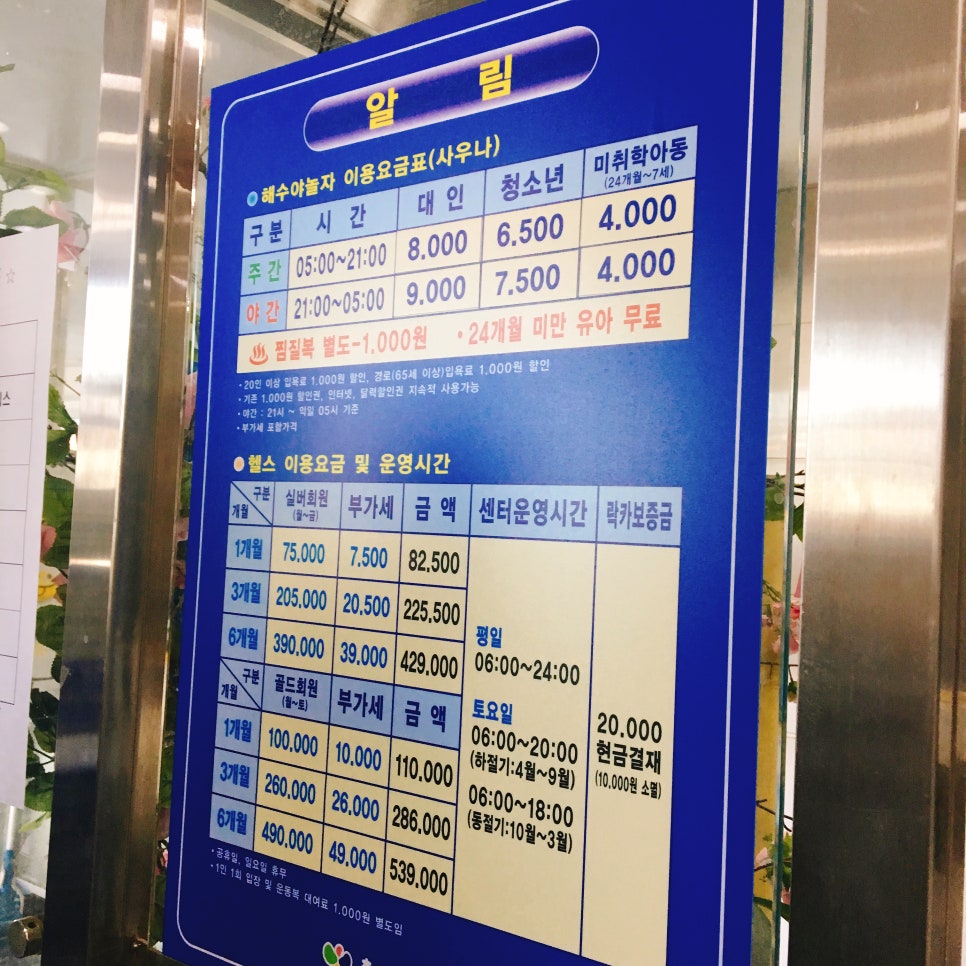 알 림
해수야놀자 이용요금표(사우나)
구 분 시 간 대 인 청소년 미취학아동
(24개월~7세)
주 간 05:00~21:00 8.000 6.500 4.000
야 간 21:00~05:00 9.000 7.500 4.000
찜질복 별도-1.000원 •24개월 미만 유아 무료
•20인 이상 입욕료 1.000원 할인, 경로(65세 이상)입욕료 1.000원 할인
•기존 1.000원 할인권, 인터넷, 달력할인권 지속적 사용가능
•야간 : 21시 ~ 익일 05시 기준
•부가세 포함가격
헬스 이용요금 및 운영시간
구분 개월 실버회원 부가세 금 액 센터운영시간 락카보증금
(월~금)
1개월 75.000 7.500 82.500
3개월 205.000 20.500 225.500
6개월 390.000 39.000 429.000
구분 개월 골드회원 부가세 금 액
(월~토)
1개월 100.000 10.000 110.000
3개월 260.000 26.000 286.000
6개월 490.000 49.000 539.000
평일
06:00~24:00
토요일
06:00~20:00
(하절기:4월~9월)
06:00~18:00
(동절기:10월~3월)
20.000
현금결재
(10.000원 소멸)
•공휴일, 일요일 휴무
•1인 1회 입장 및 운동복 대여료 1.000원 별도임